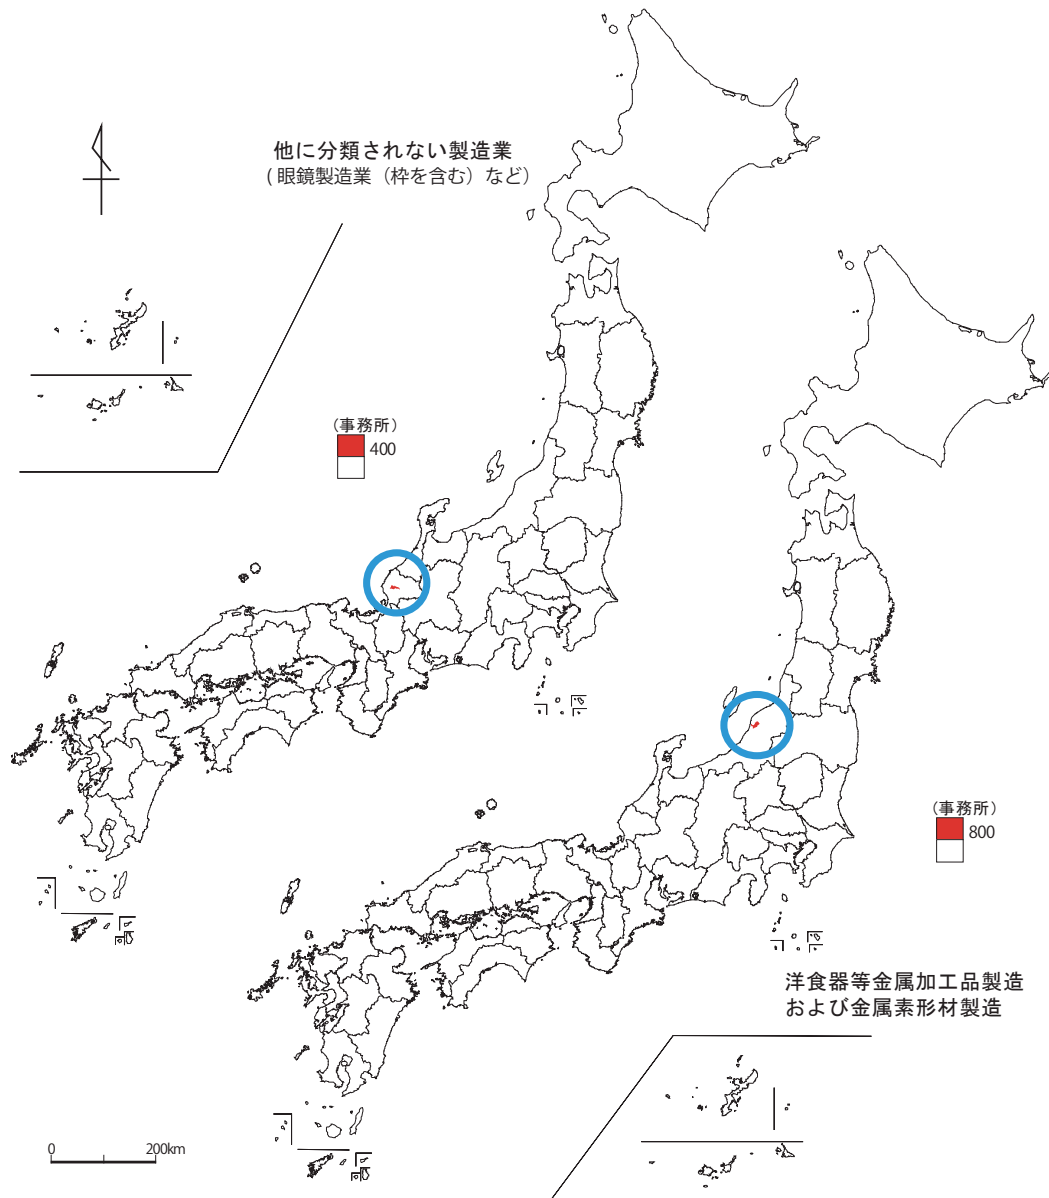 他に分類されない製造業
(眼鏡製造業（枠を含む）など）
（事務所）
400
（事務所）
800
洋食器等金属加工品製造
および金属素形材製造
0 200km